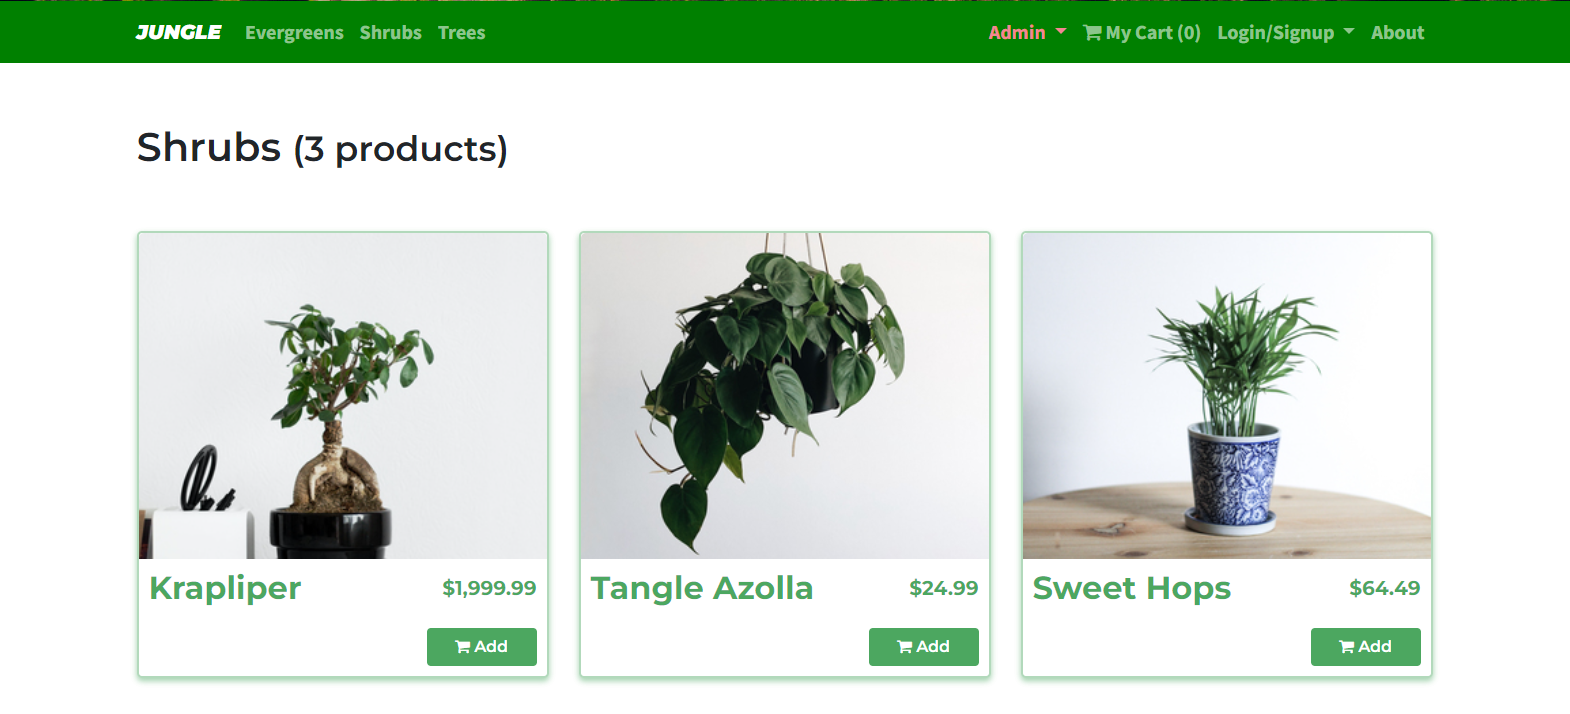 JUNGLE Evergreens Shrubs Trees Admin My Cart (0) Login/Signup About
Shrubs (3 products)
Krapliper $1,999.99
Add
Tangle Azolla $24.99
Add
Sweet Hops $64.49
Add